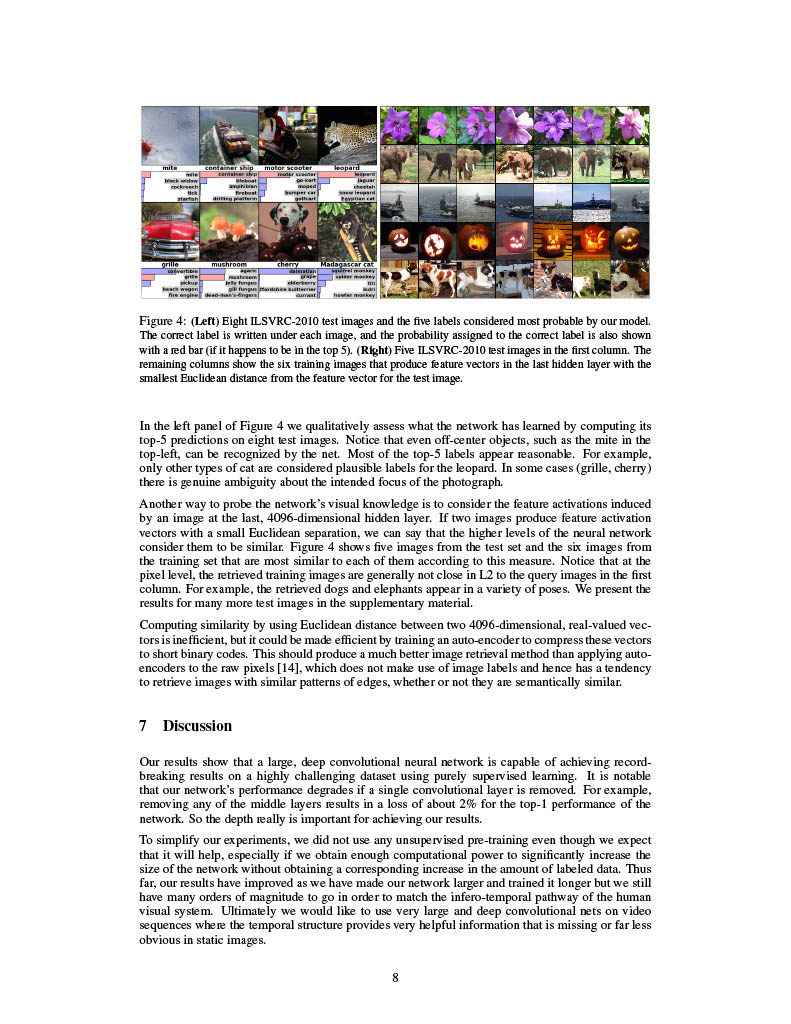 mite container ship motor scooter leopard
mite container ship motor scooter leopard
black widow lifeboat go-kart jaguar
cockroach amphibian moped cheetah
tick fireboat bumper car snow leopard
starfish drilling platform golfcart Egyptian cat
grille mushroom cherry Madagascar cat
convertible agaric dalmatian squirrel monkey
grille mushroom grape spider monkey
pickup jelly fungus elderberry titi
beach wagon gill fungus ffordshire bullterrier indri
fire engine dead-man's-fingers currant howler monkey
Figure 4: (Left) Eight ILSVRC-2010 test images and the five labels considered most probable by our model.
The correct label is written under each image, and the probability assigned to the correct label is also shown
with a red bar (if it happens to be in the top 5). (Right) Five ILSVRC-2010 test images in the first column. The
remaining columns show the six training images that produce feature vectors in the last hidden layer with the
smallest Euclidean distance from the feature vector for the test image.
In the left panel of Figure 4 we qualitatively assess what the network has learned by computing its
top-5 predictions on eight test images. Notice that even off-center objects, such as the mite in the
top-left, can be recognized by the net. Most of the top-5 labels appear reasonable. For example,
only other types of cat are considered plausible labels for the leopard. In some cases (grille, cherry)
there is genuine ambiguity about the intended focus of the photograph.
Another way to probe the network's visual knowledge is to consider the feature activations induced
by an image at the last, 4096-dimensional hidden layer. If two images produce feature activation
vectors with a small Euclidean separation, we can say that the higher levels of the neural network
consider them to be similar. Figure 4 shows five images from the test set and the six images from
the training set that are most similar to each of them according to this measure. Notice that at the
pixel level, the retrieved training images are generally not close in L2 to the query images in the first
column. For example, the retrieved dogs and elephants appear in a variety of poses. We present the
results for many more test images in the supplementary material.
Computing similarity by using Euclidean distance between two 4096-dimensional, real-valued vec-
tors is inefficient, but it could be made efficient by training an auto-encoder to compress these vectors
to short binary codes. This should produce a much better image retrieval method than applying auto-
encoders to the raw pixels [14], which does not make use of image labels and hence has a tendency
to retrieve images with similar patterns of edges, whether or not they are semantically similar.
7 Discussion
Our results show that a large, deep convolutional neural network is capable of achieving record-
breaking results on a highly challenging dataset using purely supervised learning. It is notable
that our network's performance degrades if a single convolutional layer is removed. For example,
removing any of the middle layers results in a loss of about 2% for the top-1 performance of the
network. So the depth really is important for achieving our results.
To simplify our experiments, we did not use any unsupervised pre-training even though we expect
that it will help, especially if we obtain enough computational power to significantly increase the
size of the network without obtaining a corresponding increase in the amount of labeled data. Thus
far, our results have improved as we have made our network larger and trained it longer but we still
have many orders of magnitude to go in order to match the infero-temporal pathway of the human
visual system. Ultimately we would like to use very large and deep convolutional nets on video
sequences where the temporal structure provides very helpful information that is missing or far less
obvious in static images.
8